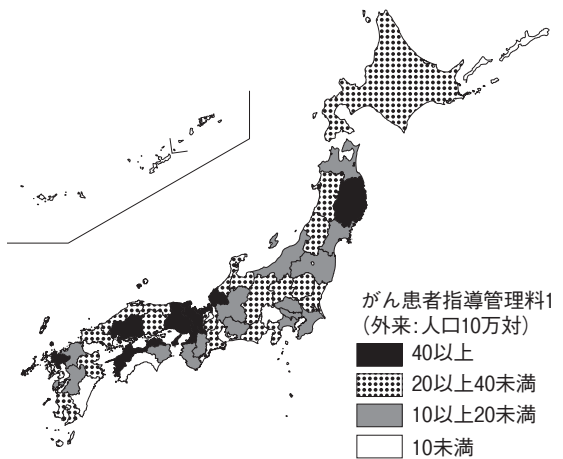 がん患者指導管理料1
（外来：人口10万対）
40以上
20以上40未満
10以上20未満
10未満